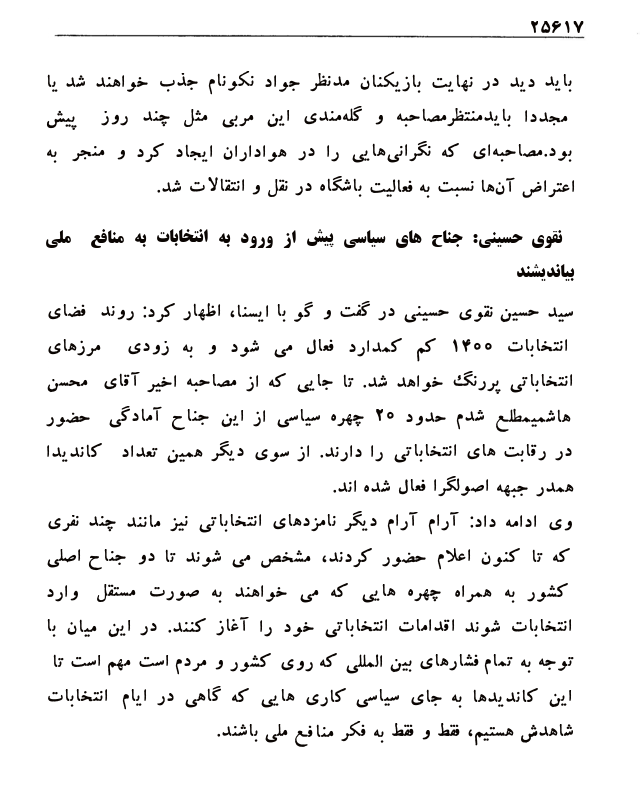 ۲۵۶۱۷
باید دید در نهایت بازیکنان مدنظر جواد نکونام جذب خواهند شد یا
مجددا بایدمنتظرمصاحبه و گله‌مندی این مربی مثل چند روز پیش
بود.مصاحبه‌ای که نگرانی‌هایی را در هواداران ایجاد کرد و منجر به
اعتراض آن‌ها نسبت به فعالیت باشگاه در نقل و انتقالات شد.
نقوی حسینی: جناح های سیاسی پیش از ورود به انتخابات به منافع ملی
بیاندیشند
سید حسین نقوی حسینی در گفت و گو با ایسنا، اظهار کرد: روند فضای
انتخابات ۱۴۰۰ کم کمدارد فعال می شود و به زودی مرزهای
انتخاباتی پررنگ خواهد شد. تا جایی که از مصاحبه اخیر آقای محسن
هاشمیمطلع شدم حدود ۲۰ چهره سیاسی از این جناح آمادگی حضور
در رقابت های انتخاباتی را دارند. از سوی دیگر همین تعداد کاندیدا
همدر جبهه اصولگرا فعال شده اند.
وی ادامه داد: آرام آرام دیگر نامزدهای انتخاباتی نیز مانند چند نفری
که تا کنون اعلام حضور کردند، مشخص می شوند تا دو جناح اصلی
کشور به همراه چهره هایی که می خواهند به صورت مستقل وارد
انتخابات شوند اقدامات انتخاباتی خود را آغاز کنند. در این میان با
توجه به تمام فشارهای بین المللی که روی کشور و مردم است مهم است تا
این کاندیدها به جای سیاسی کاری هایی که گاهی در ایام انتخابات
شاهدش هستیم، فقط و فقط به فکر منافع ملی باشند.